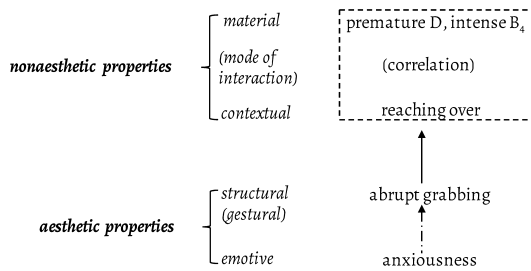 material premature D, intense B₄
nonaesthetic properties (mode of interaction) (correlation)
contextual reaching over
structural (gestural) abrupt grabbing
aesthetic properties
emotive anxiousness